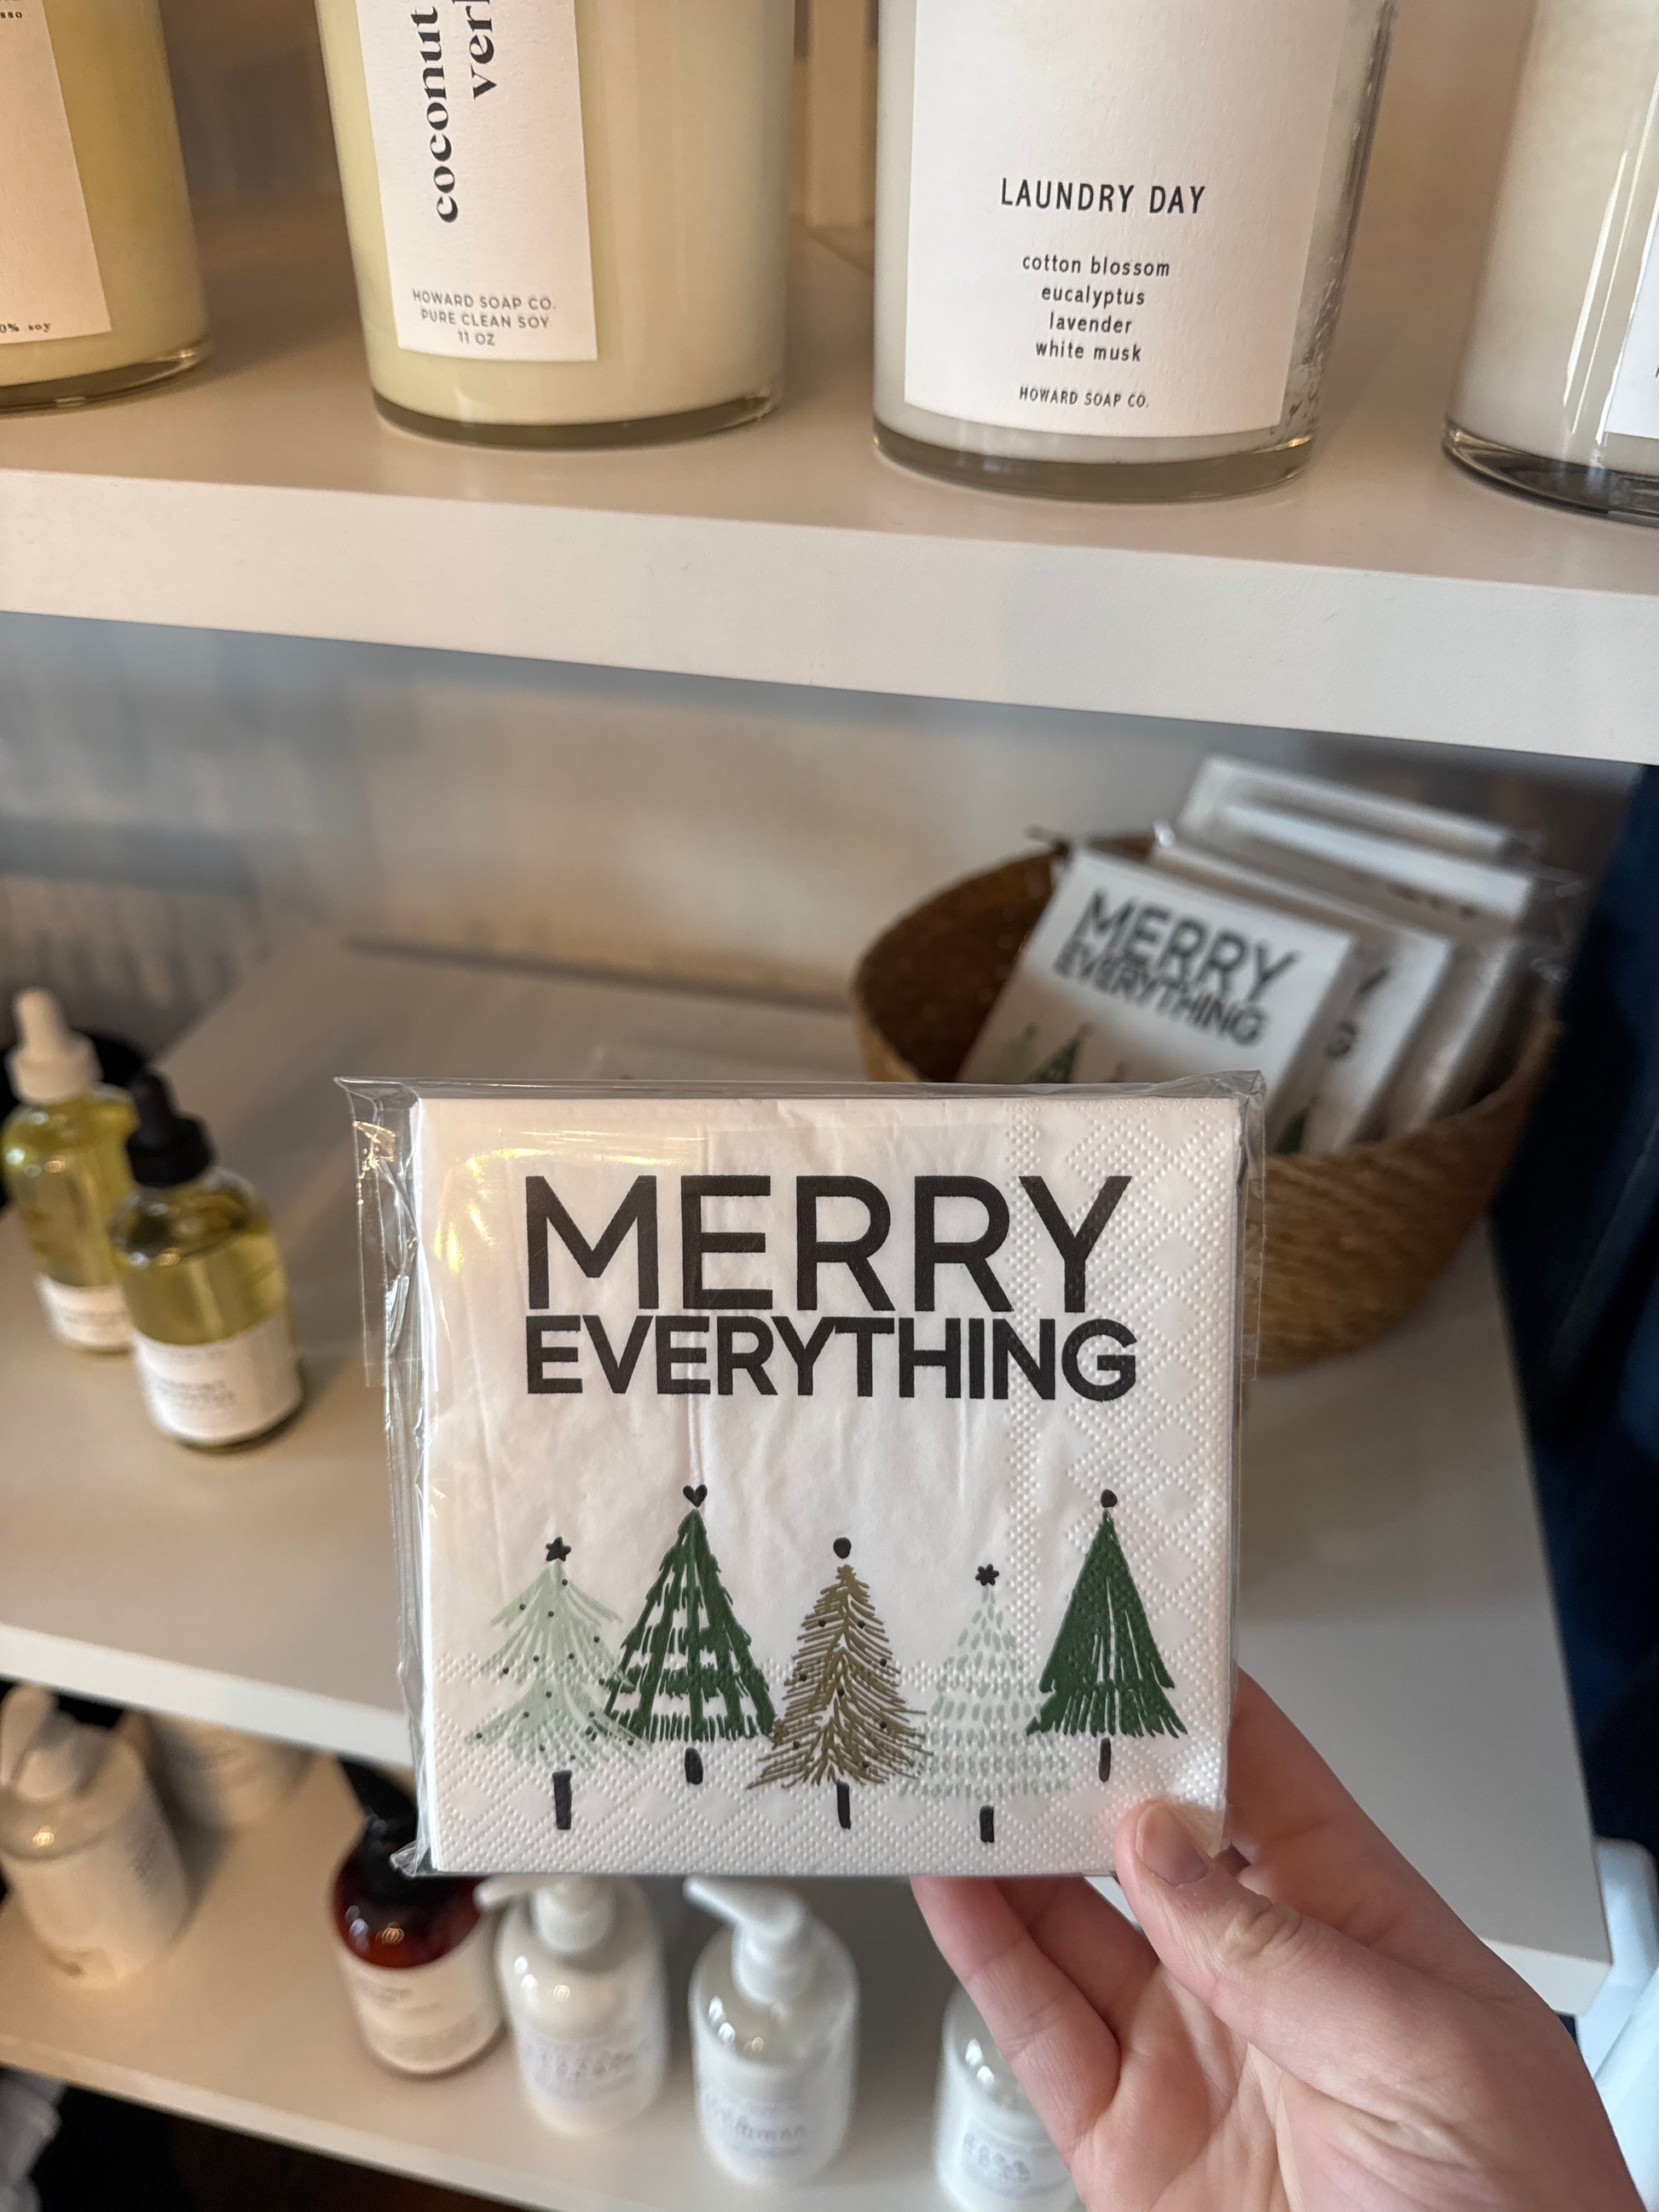 coconut
HOWARD SOAP CO.
PURE CLEAN SOY
11 OZ
LAUNDRY DAY
cotton blossom
eucalyptus
lavender
white musk
HOWARD SOAP CO.
MERRY
EVERYTHING
MERRY
EVERYTHING